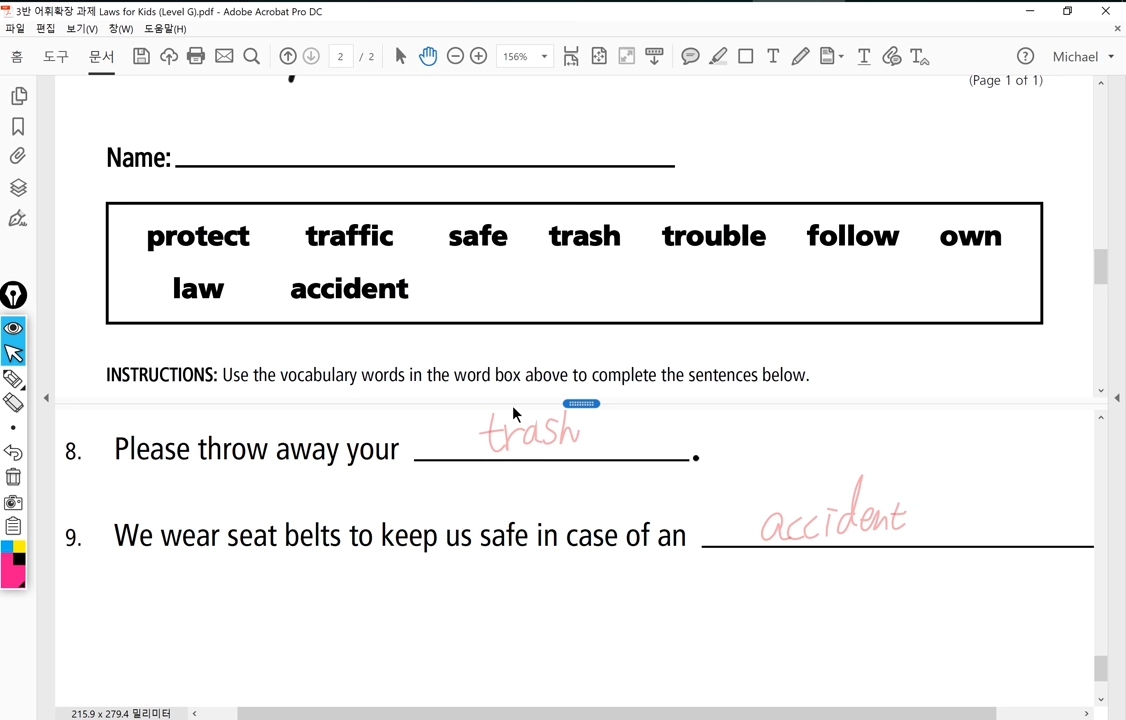 3반 어휘확장 과제 Laws for Kids (Level G).pdf - Adobe Acrobat Pro DC
파일 편집 보기(V) 창(W) 도움말(H)
홈 도구 문서 2 / 2 156% Michael
(Page 1 of 1)
Name:
protect traffic safe trash trouble follow own
law accident
INSTRUCTIONS: Use the vocabulary words in the word box above to complete the sentences below.
8. Please throw away your trash.
9. We wear seat belts to keep us safe in case of an accident
215.9 x 279.4 밀리미터